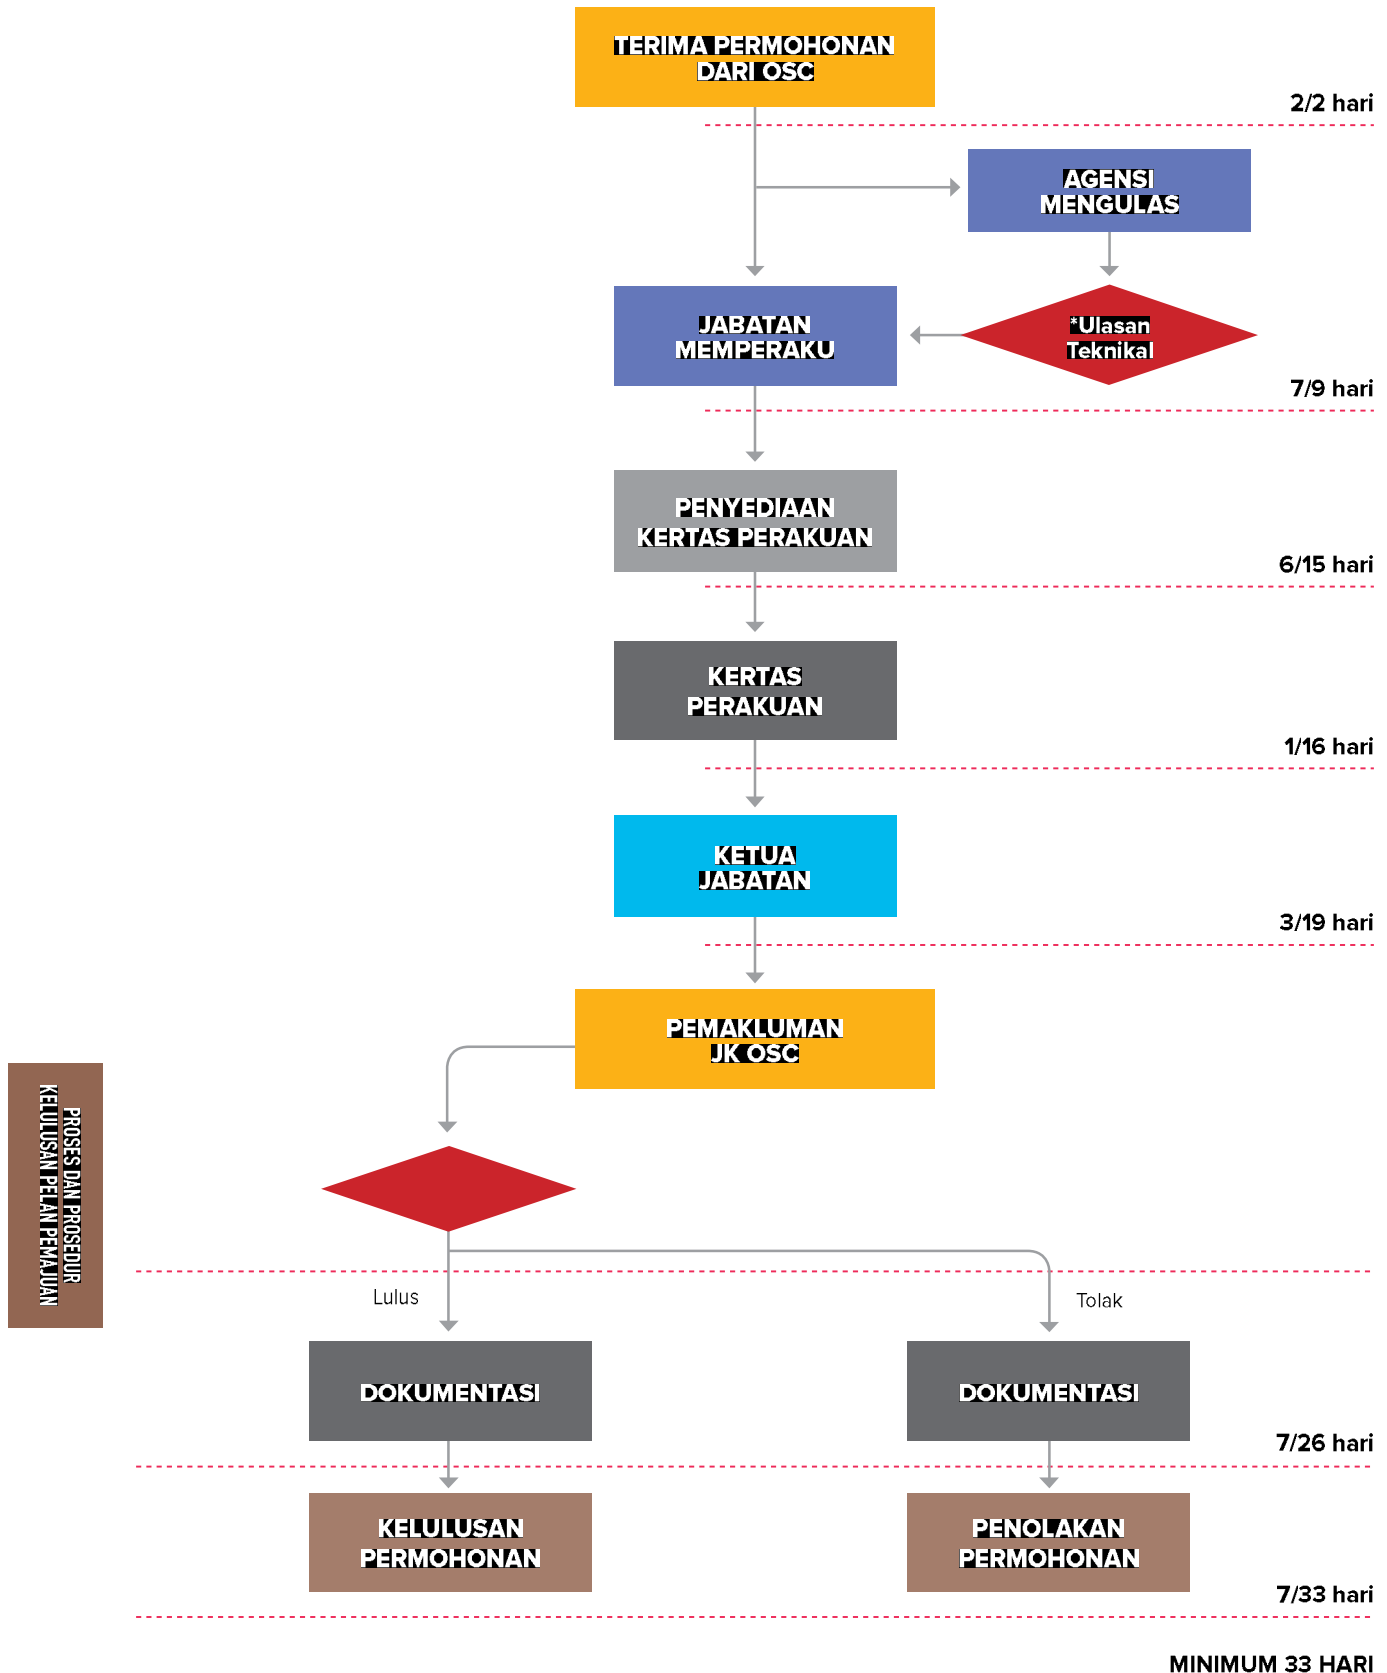 TERIMA PERMOHONAN
DARI OSC
2/2 hari
AGENSI
MENGULAS
JABATAN
MEMPERAKU
*Ulasan
Teknikal
7/9 hari
PENYEDIAAN
KERTAS PERAKUAN
6/15 hari
KERTAS
PERAKUAN
1/16 hari
KETUA
JABATAN
3/19 hari
PEMAKLUMAN
JK OSC
PROSES DAN PROSEDUR
KELULUSAN PELAN PEMAJUAN
Lulus
Tolak
DOKUMENTASI
DOKUMENTASI
7/26 hari
KELULUSAN
PERMOHONAN
PENOLAKAN
PERMOHONAN
7/33 hari
MINIMUM 33 HARI